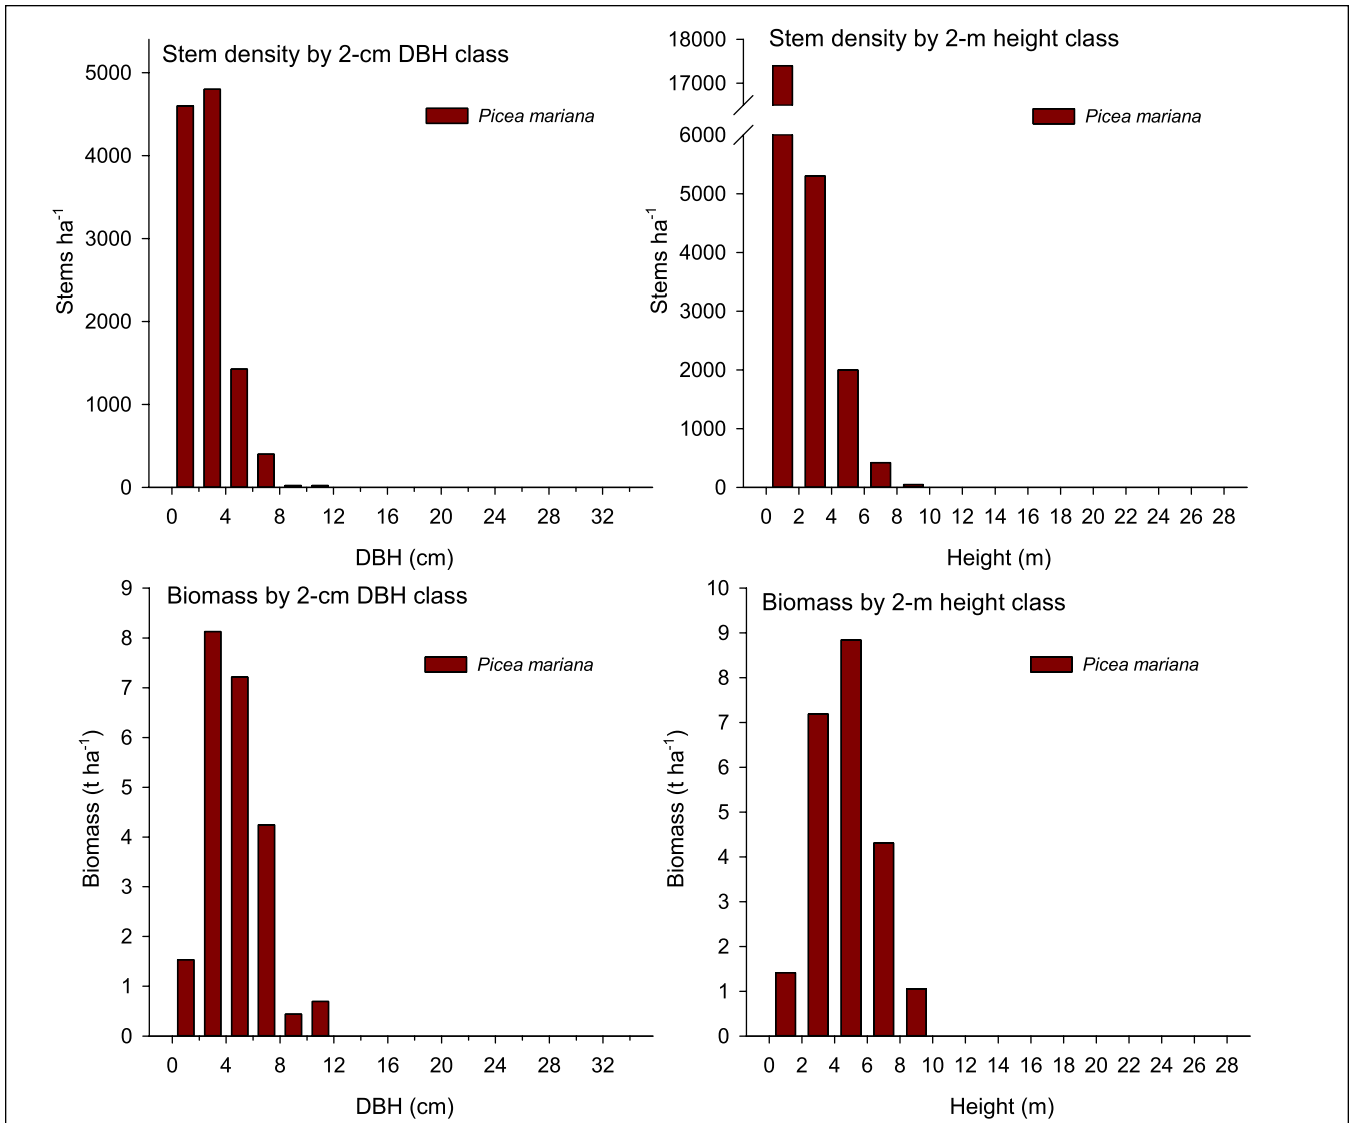 Stem density by 2-cm DBH class
Picea mariana
5000
4000
3000
2000
1000
0
Stems ha⁻¹
0 4 8 12 16 20 24 28 32
DBH (cm)
Stem density by 2-m height class
Picea mariana
18000
17000
6000
5000
4000
3000
2000
1000
0
Stems ha⁻¹
0 2 4 6 8 10 12 14 16 18 20 22 24 26 28
Height (m)
Biomass by 2-cm DBH class
Picea mariana
9
8
7
6
5
4
3
2
1
0
Biomass (t ha⁻¹)
0 4 8 12 16 20 24 28 32
DBH (cm)
Biomass by 2-m height class
Picea mariana
10
9
8
7
6
5
4
3
2
1
0
Biomass (t ha⁻¹)
0 2 4 6 8 10 12 14 16 18 20 22 24 26 28
Height (m)